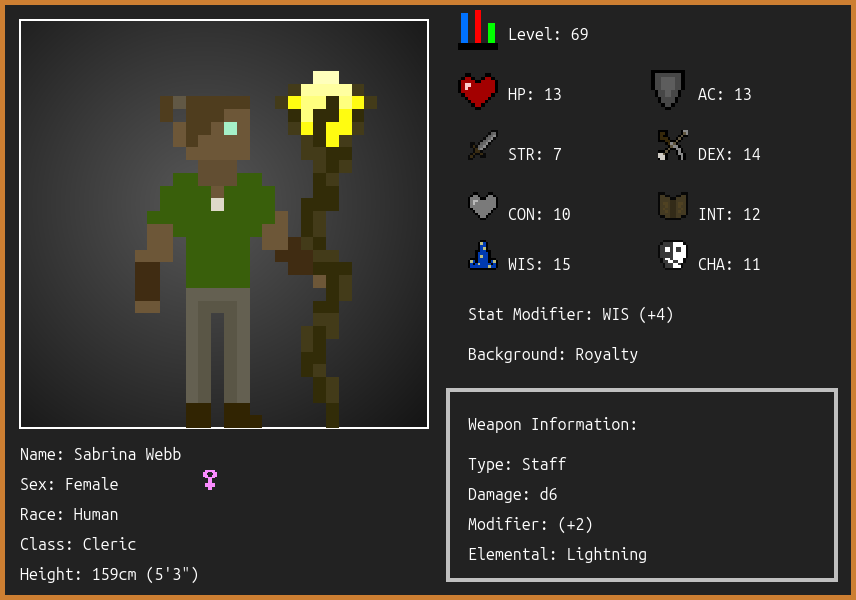 Level: 69
HP: 13
AC: 13
STR: 7
DEX: 14
CON: 10
INT: 12
WIS: 15
CHA: 11
Stat Modifier: WIS (+4)
Background: Royalty
Weapon Information:
Type: Staff
Damage: d6
Modifier: (+2)
Elemental: Lightning
Name: Sabrina Webb
Sex: Female
Race: Human
Class: Cleric
Height: 159cm (5'3")